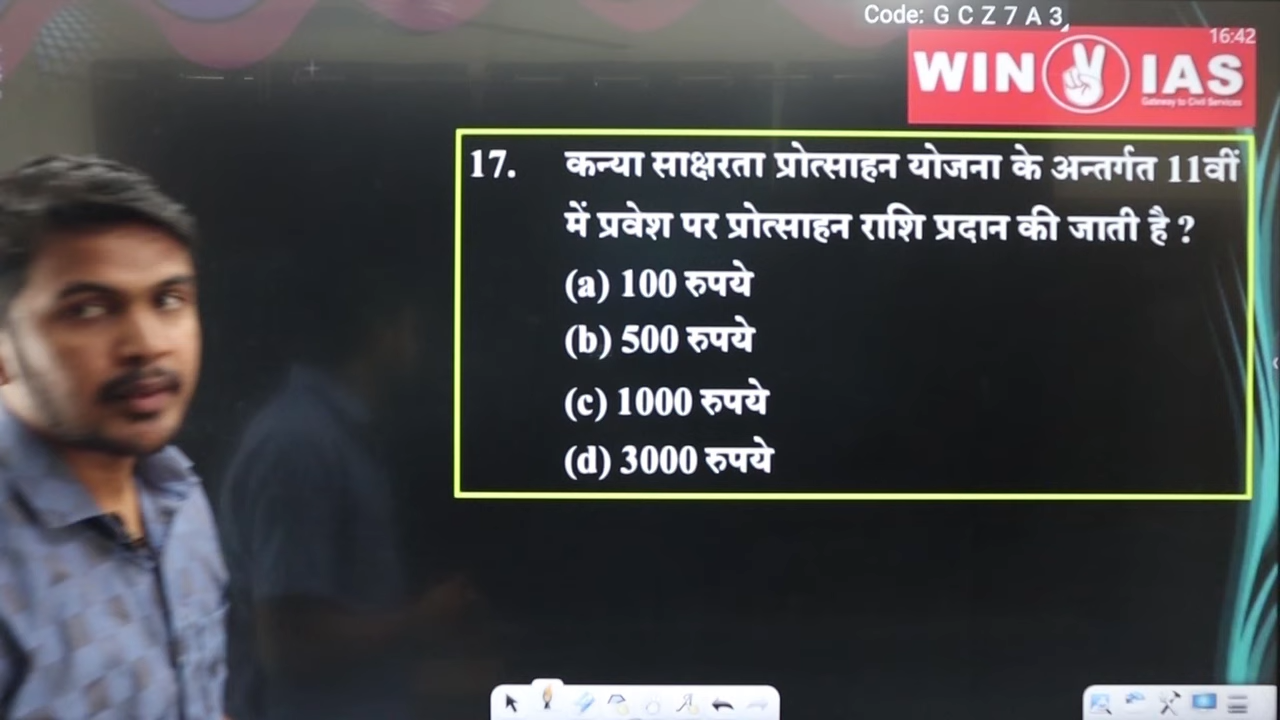 Code: G C Z 7 A 3
16:42
WIN IAS
Gateway to Civil Services
17. कन्या साक्षरता प्रोत्साहन योजना के अन्तर्गत 11वीं
में प्रवेश पर प्रोत्साहन राशि प्रदान की जाती है ?
(a) 100 रुपये
(b) 500 रुपये
(c) 1000 रुपये
(d) 3000 रुपये